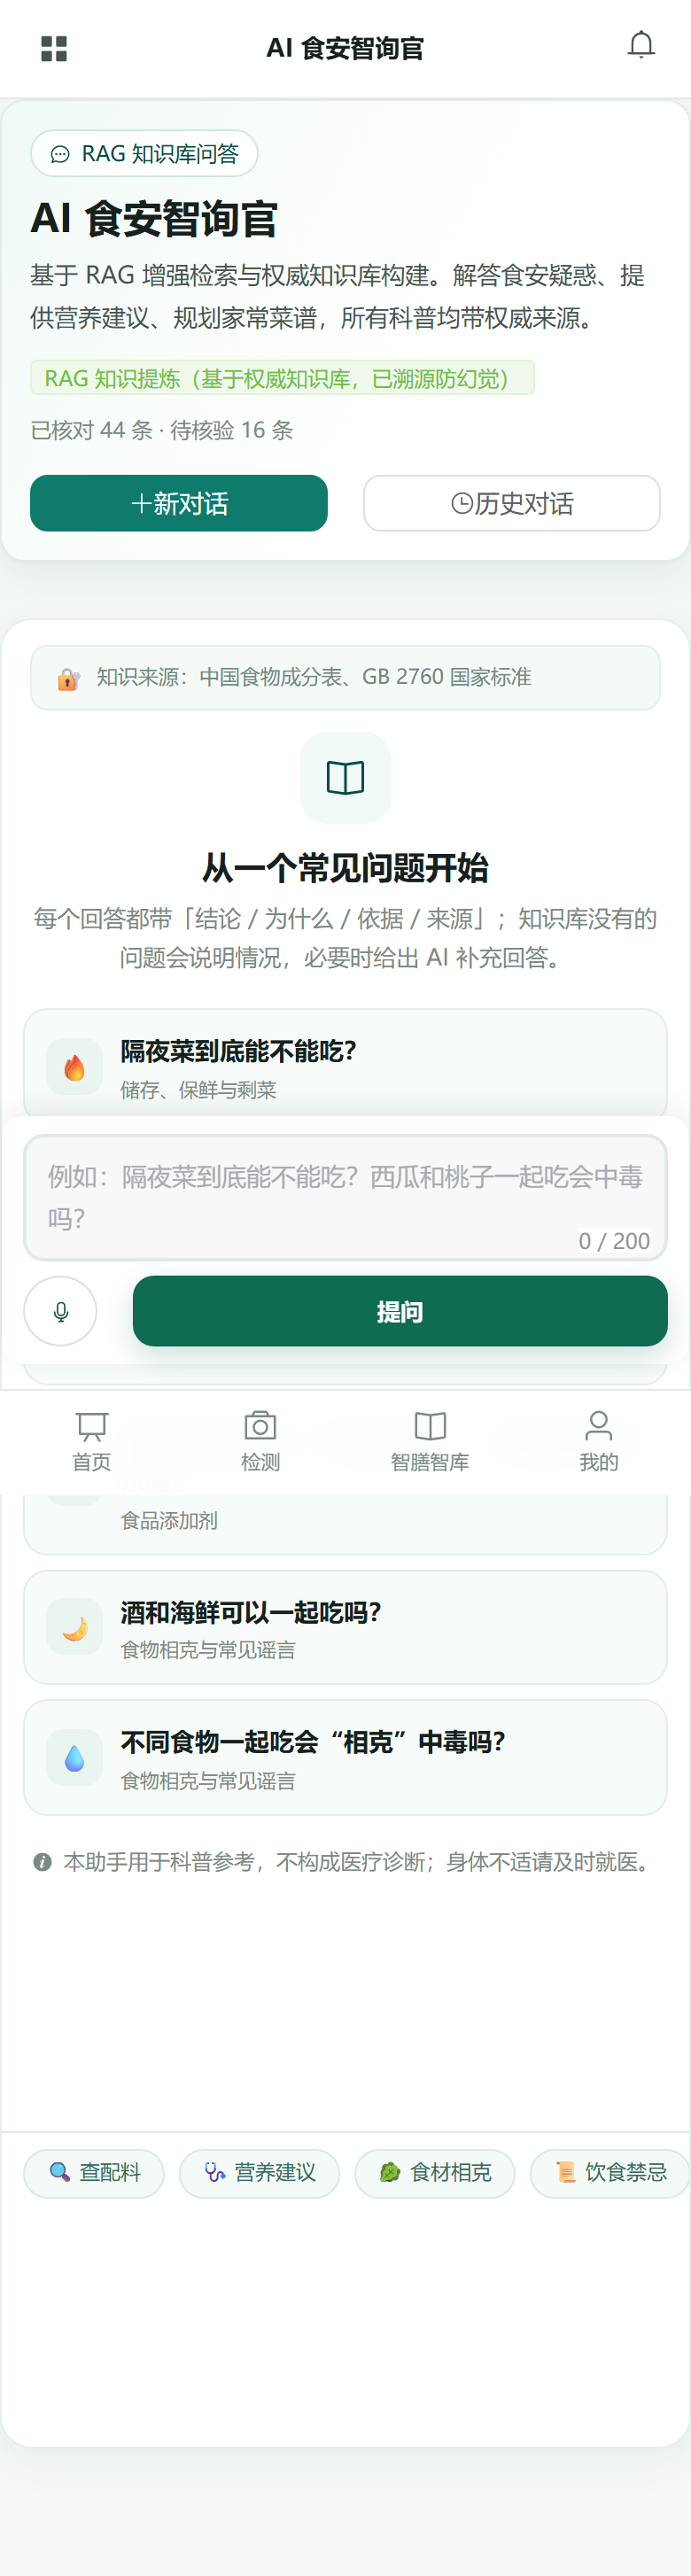 AI 食安智询官
RAG 知识库问答
AI 食安智询官
基于 RAG 增强检索与权威知识库构建。解答食安疑惑、提
供营养建议、规划家常菜谱，所有科普均带权威来源。
RAG 知识提炼（基于权威知识库，已溯源防幻觉）
已核对 44 条 · 待核验 16 条
新对话
历史对话
知识来源：中国食物成分表、GB 2760 国家标准
从一个常见问题开始
每个回答都带「结论 / 为什么 / 依据 / 来源」；知识库没有的
问题会说明情况，必要时给出 AI 补充回答。
隔夜菜到底能不能吃？
储存、保鲜与剩菜
例如：隔夜菜到底能不能吃？西瓜和桃子一起吃会中毒
吗？
0 / 200
提问
首页
检测
智膳智库
我的
食品添加剂
酒和海鲜可以一起吃吗？
食物相克与常见谣言
不同食物一起吃会“相克”中毒吗？
食物相克与常见谣言
本助手用于科普参考，不构成医疗诊断；身体不适请及时就医。
查配料
营养建议
食材相克
饮食禁忌